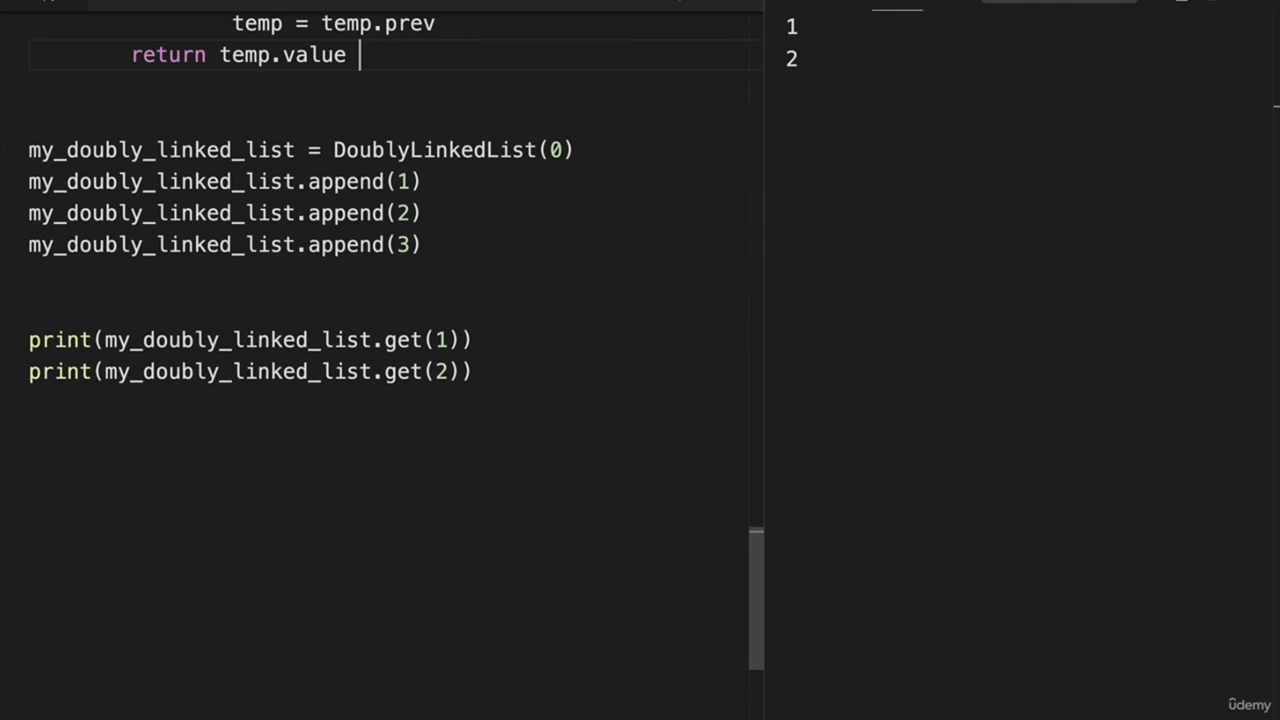 temp = temp.prev
return temp.value
my_doubly_linked_list = DoublyLinkedList(0)
my_doubly_linked_list.append(1)
my_doubly_linked_list.append(2)
my_doubly_linked_list.append(3)
print(my_doubly_linked_list.get(1))
print(my_doubly_linked_list.get(2))
1
2
ûdemy